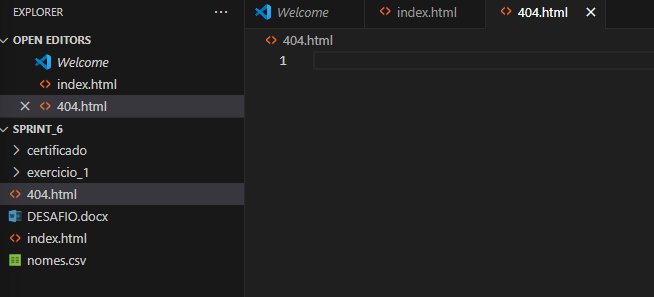 EXPLORER
OPEN EDITORS
Welcome
index.html
404.html
SPRINT_6
certificado
exercicio_1
404.html
DESAFIO.docx
index.html
nomes.csv
Welcome
index.html
404.html
404.html
1